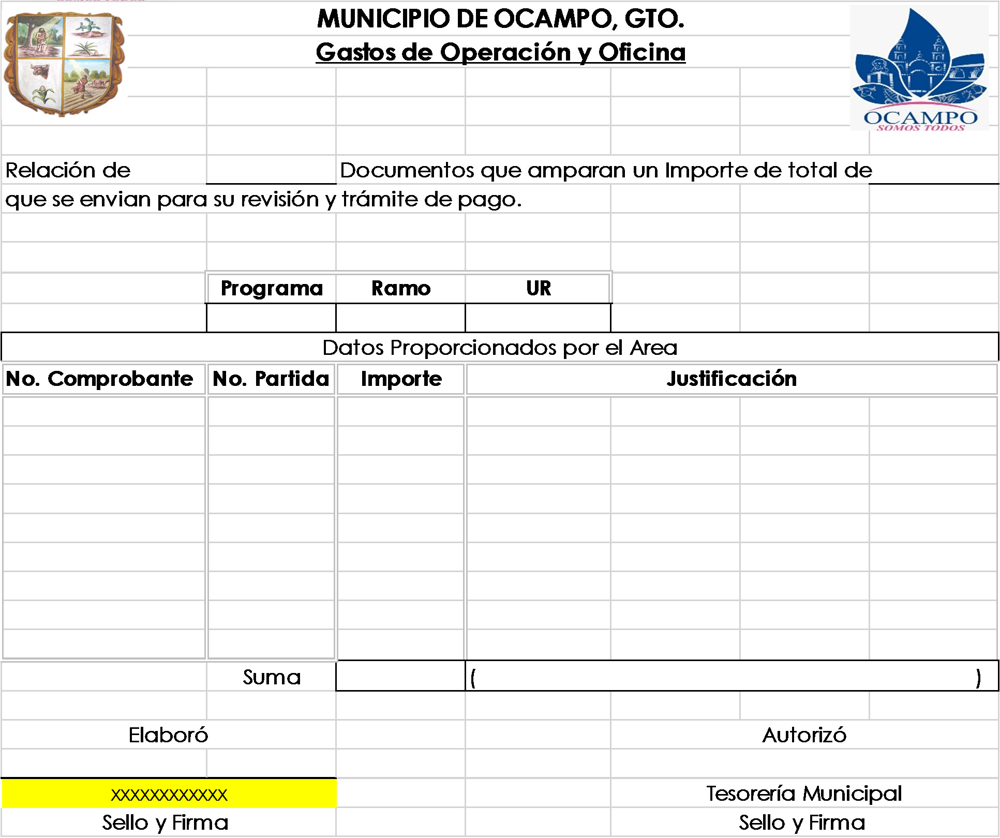 MUNICIPIO DE OCAMPO, GTO.
Gastos de Operación y Oficina
OCAMPO
SOMOS TODOS
Relación de Documentos que amparan un Importe de total de
que se envian para su revisión y trámite de pago.
Programa Ramo UR
Datos Proporcionados por el Area
No. Comprobante No. Partida Importe Justificación
Suma ( )
Elaboró Autorizó
XXXXXXXXXXXX Tesorería Municipal
Sello y Firma Sello y Firma